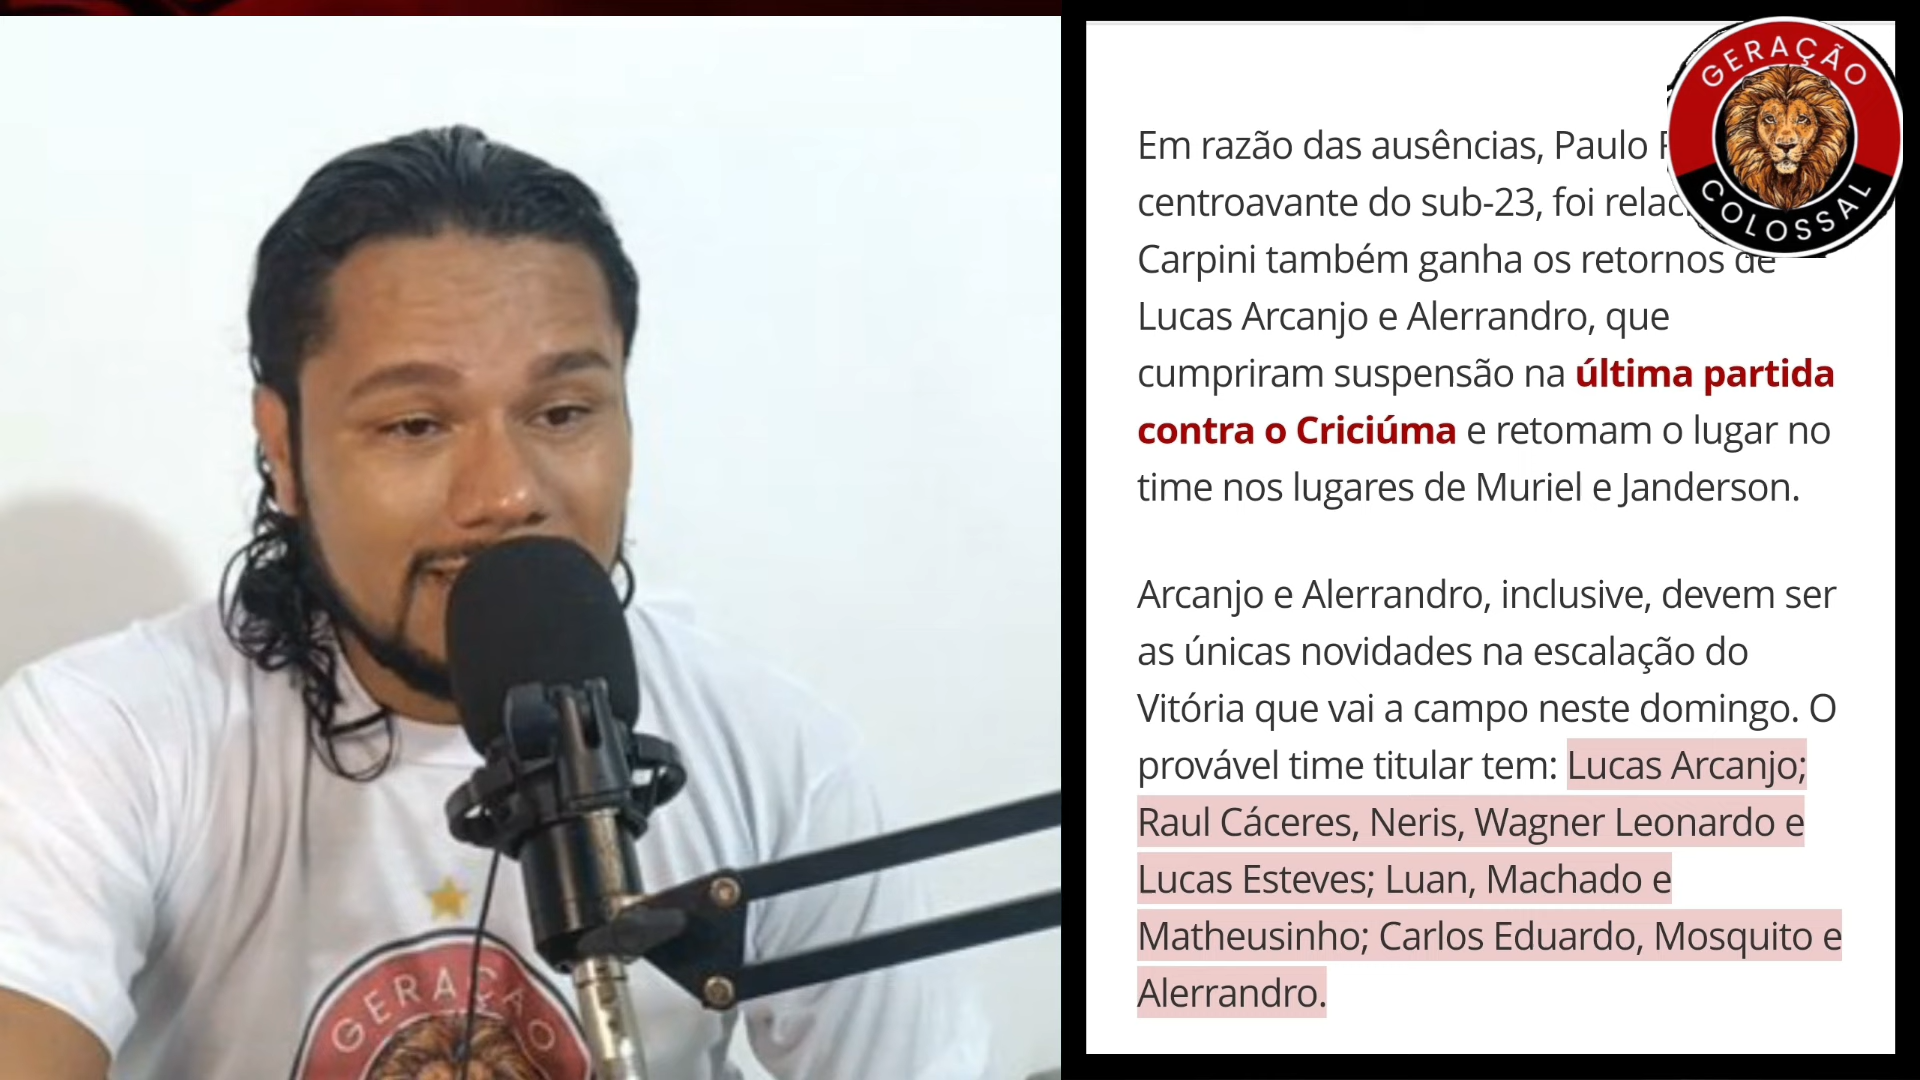 GERAÇÃO
COLOSSAL
Em razão das ausências, Paulo
centroavante do sub-23, foi
Carpini também ganha os retornos de
Lucas Arcanjo e Alerrandro, que
cumpriram suspensão na última partida
contra o Criciúma e retomam o lugar no
time nos lugares de Muriel e Janderson.
Arcanjo e Alerrandro, inclusive, devem ser
as únicas novidades na escalação do
Vitória que vai a campo neste domingo. O
provável time titular tem: Lucas Arcanjo;
Raul Cáceres, Neris, Wagner Leonardo e
Lucas Esteves; Luan, Machado e
Matheusinho; Carlos Eduardo, Mosquito e
Alerrandro.
GERAÇÃO